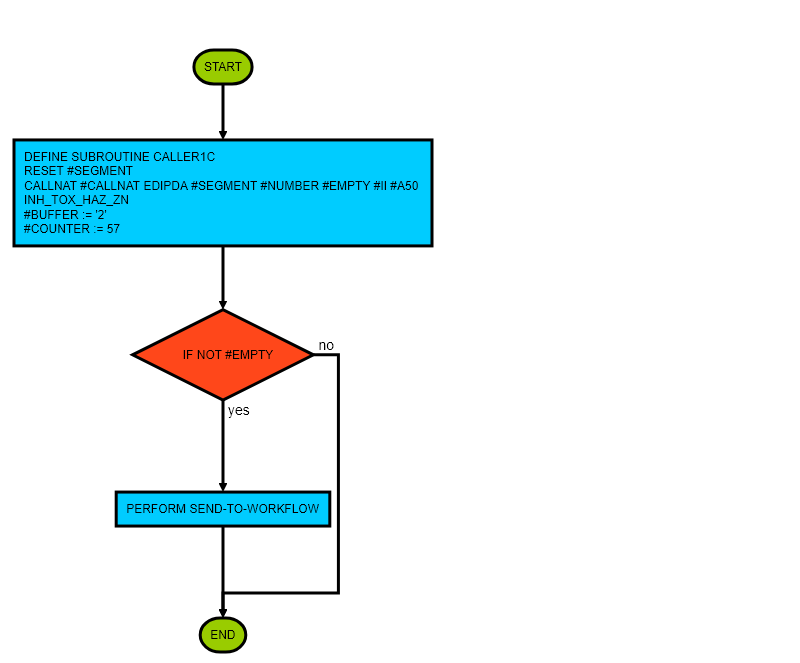 START
DEFINE SUBROUTINE CALLER1C
RESET #SEGMENT
CALLNAT #CALLNAT EDIPDA #SEGMENT #NUMBER #EMPTY #II #A50
INH_TOX_HAZ_ZN
#BUFFER := '2'
#COUNTER := 57
IF NOT #EMPTY
no
yes
PERFORM SEND-TO-WORKFLOW
END